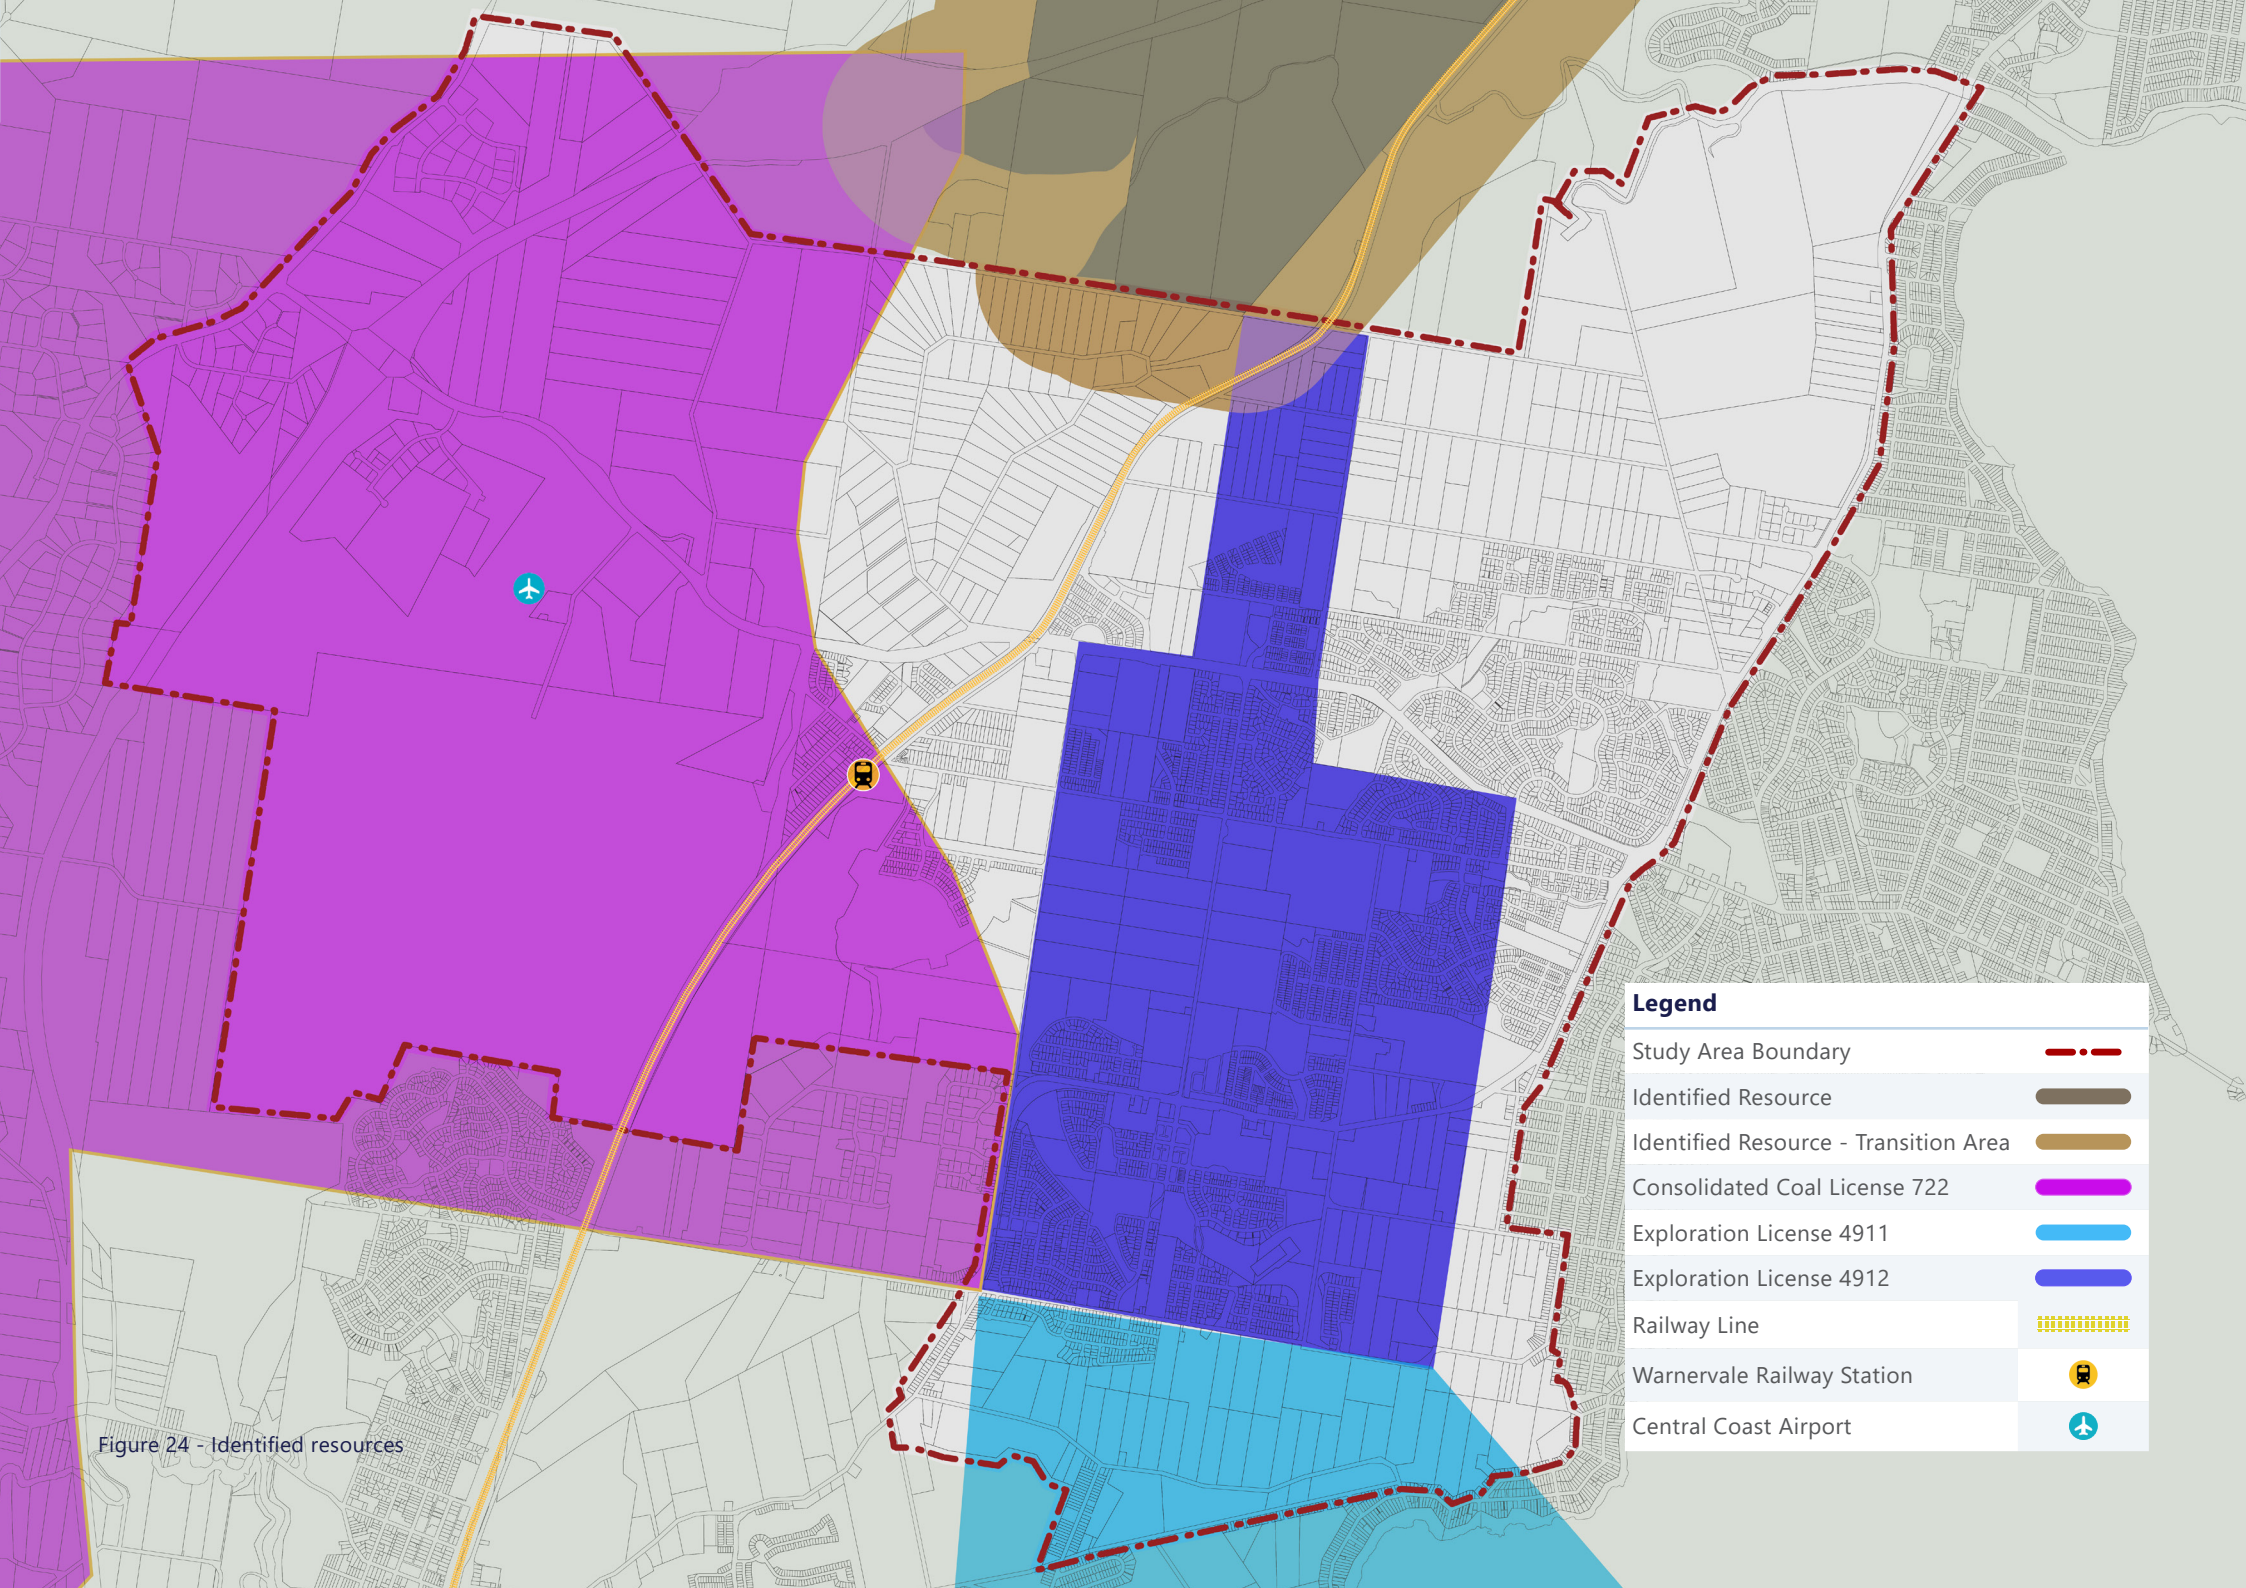 Legend
Study Area Boundary
Identified Resource
Identified Resource - Transition Area
Consolidated Coal License 722
Exploration License 4911
Exploration License 4912
Railway Line
Warnervale Railway Station
Central Coast Airport
Figure 24 - Identified resources